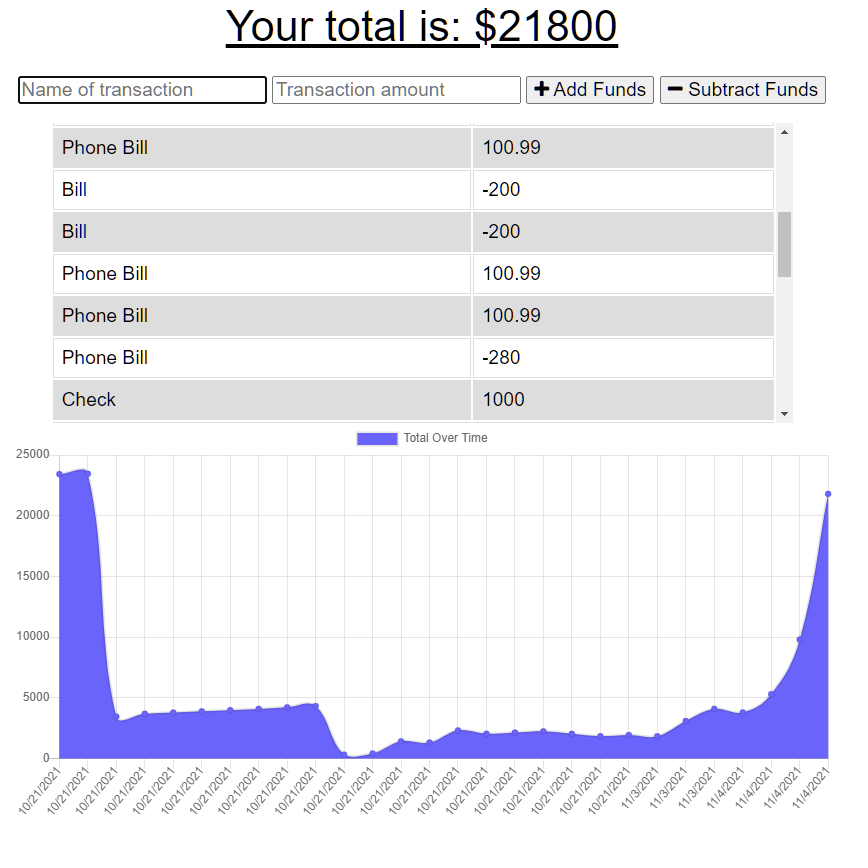 Your total is: $21800
Name of transaction Transaction amount + Add Funds − Subtract Funds
Phone Bill 100.99
Bill -200
Bill -200
Phone Bill 100.99
Phone Bill 100.99
Phone Bill -280
Check 1000
Total Over Time
25000
20000
15000
10000
5000
0
10/21/2021 10/21/2021 10/21/2021 10/21/2021 10/21/2021 10/21/2021 10/21/2021 10/21/2021 10/21/2021 10/21/2021 10/21/2021 10/21/2021 10/21/2021 10/21/2021 10/21/2021 10/21/2021 10/21/2021 10/21/2021 10/21/2021 10/21/2021 10/21/2021 11/3/2021 11/3/2021 11/3/2021 11/4/2021 11/4/2021 11/4/2021 11/4/2021